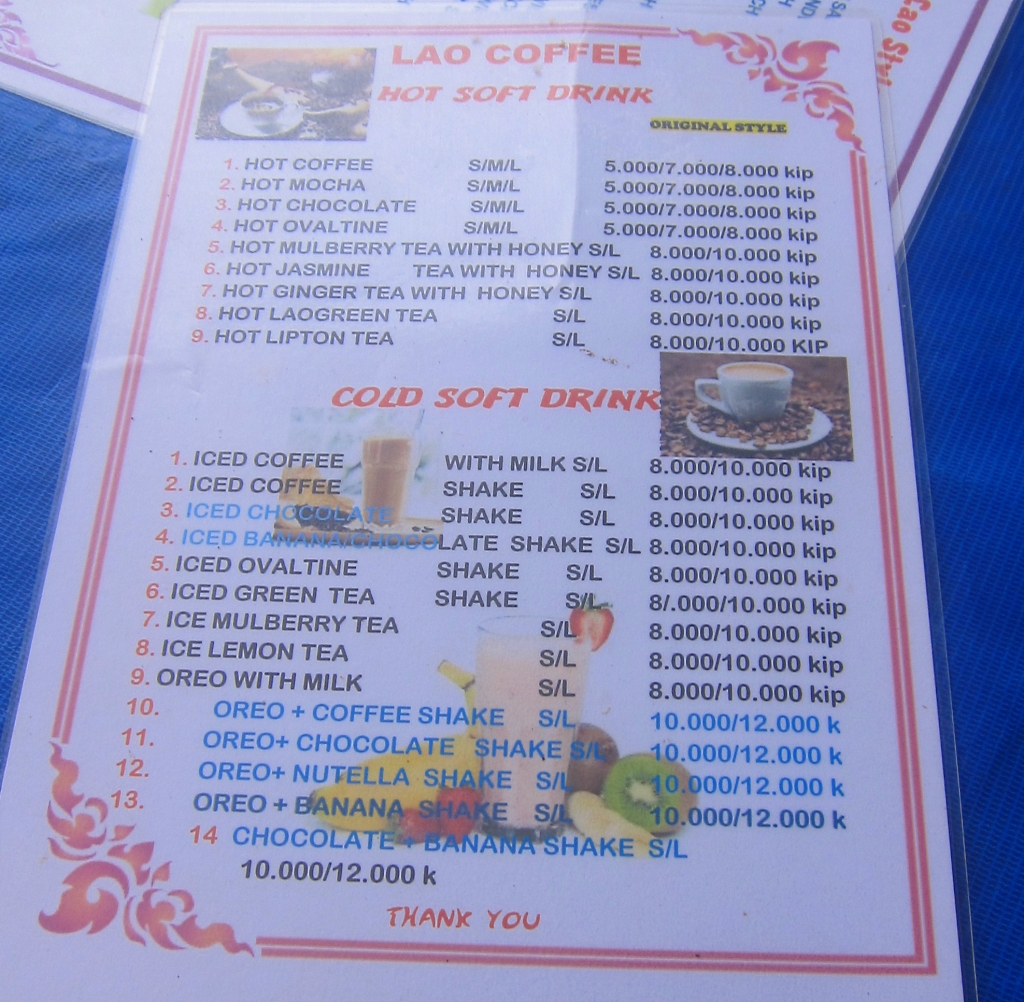 LAO COFFEE
HOT SOFT DRINK
ORIGINAL STYLE
1. HOT COFFEE S/M/L 5.000/7.000/8.000 kip
2. HOT MOCHA S/M/L 5.000/7.000/8.000 kip
3. HOT CHOCOLATE S/M/L 5.000/7.000/8.000 kip
4. HOT OVALTINE S/M/L 5.000/7.000/8.000 kip
5. HOT MULBERRY TEA WITH HONEY S/L 8.000/10.000 kip
6. HOT JASMINE TEA WITH HONEY S/L 8.000/10.000 kip
7. HOT GINGER TEA WITH HONEY S/L 8.000/10.000 kip
8. HOT LAOGREEN TEA S/L 8.000/10.000 kip
9. HOT LIPTON TEA S/L 8.000/10.000 KIP
COLD SOFT DRINK
1. ICED COFFEE WITH MILK S/L 8.000/10.000 kip
2. ICED COFFEE SHAKE S/L 8.000/10.000 kip
3. ICED CHOCOLATE SHAKE S/L 8.000/10.000 kip
4. ICED BANANA/CHOCOLATE SHAKE S/L 8.000/10.000 kip
5. ICED OVALTINE SHAKE S/L 8.000/10.000 kip
6. ICED GREEN TEA SHAKE S/L 8/.000/10.000 kip
7. ICE MULBERRY TEA S/L 8.000/10.000 kip
8. ICE LEMON TEA S/L 8.000/10.000 kip
9. OREO WITH MILK S/L 8.000/10.000 kip
10. OREO + COFFEE SHAKE S/L 10.000/12.000 k
11. OREO+ CHOCOLATE SHAKE S/L 10.000/12.000 k
12. OREO+ NUTELLA SHAKE S/L 10.000/12.000 k
13. OREO + BANANA SHAKE S/L 10.000/12.000 k
14 CHOCOLATE + BANANA SHAKE S/L
10.000/12.000 k
THANK YOU